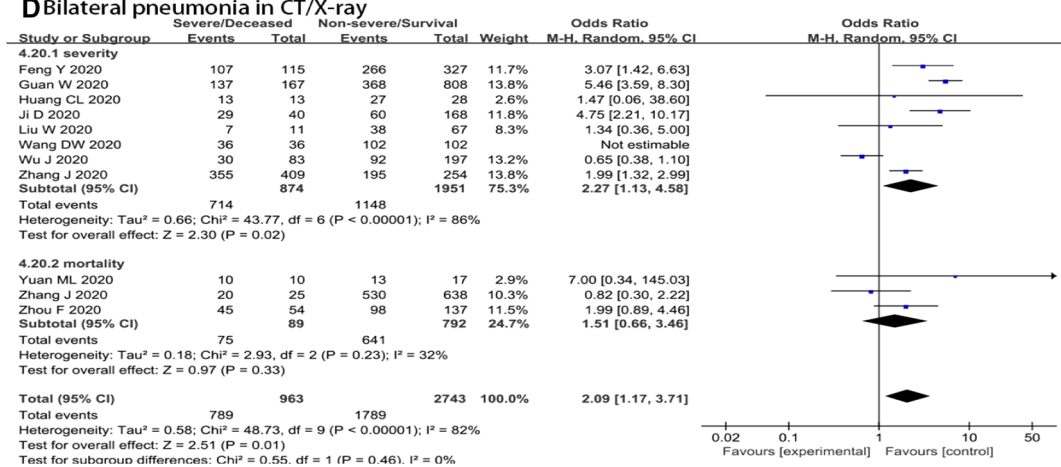 D Bilateral pneumonia in CT/X-ray
Severe/Deceased Non-severe/Survival Odds Ratio Odds Ratio
Study or Subgroup Events Total Events Total Weight M-H, Random, 95% CI M-H, Random, 95% CI
4.20.1 severity
Feng Y 2020 107 115 266 327 11.7% 3.07 [1.42, 6.63]
Guan W 2020 137 167 368 808 13.8% 5.46 [3.59, 8.30]
Huang CL 2020 13 13 27 28 2.6% 1.47 [0.06, 38.60]
Ji D 2020 29 40 60 168 11.8% 4.75 [2.21, 10.17]
Liu W 2020 7 11 38 67 8.3% 1.34 [0.36, 5.00]
Wang DW 2020 36 36 102 102 Not estimable
Wu J 2020 30 83 92 197 13.2% 0.65 [0.38, 1.10]
Zhang J 2020 355 409 195 254 13.8% 1.99 [1.32, 2.99]
Subtotal (95% CI) 874 1951 75.3% 2.27 [1.13, 4.58]
Total events 714 1148
Heterogeneity: Tau² = 0.66; Chi² = 43.77, df = 6 (P < 0.00001); I² = 86%
Test for overall effect: Z = 2.30 (P = 0.02)
4.20.2 mortality
Yuan ML 2020 10 10 13 17 2.9% 7.00 [0.34, 145.03]
Zhang J 2020 20 25 530 638 10.3% 0.82 [0.30, 2.22]
Zhou F 2020 45 54 98 137 11.5% 1.99 [0.89, 4.46]
Subtotal (95% CI) 89 792 24.7% 1.51 [0.66, 3.46]
Total events 75 641
Heterogeneity: Tau² = 0.18; Chi² = 2.93, df = 2 (P = 0.23); I² = 32%
Test for overall effect: Z = 0.97 (P = 0.33)
Total (95% CI) 963 2743 100.0% 2.09 [1.17, 3.71]
Total events 789 1789
Heterogeneity: Tau² = 0.58; Chi² = 48.73, df = 9 (P < 0.00001); I² = 82%
Test for overall effect: Z = 2.51 (P = 0.01)
Test for subgroup differences: Chi² = 0.55, df = 1 (P = 0.46), I² = 0%
0.02 0.1 1 10 50
Favours [experimental] Favours [control]